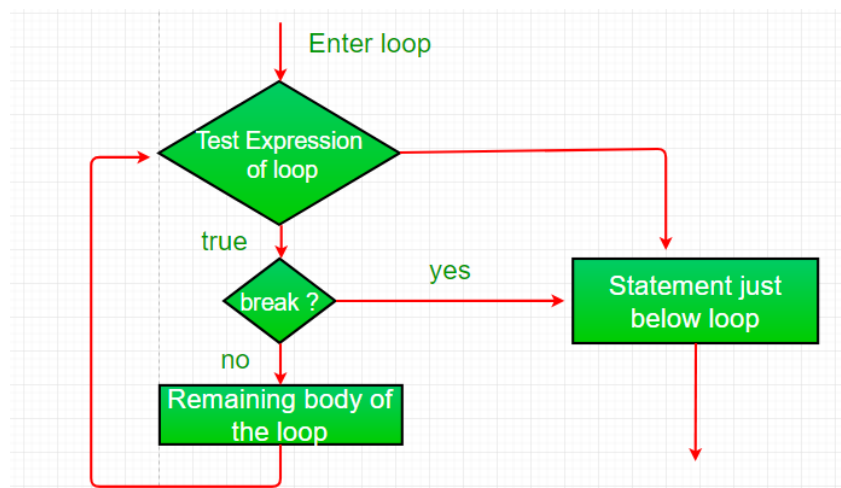 Enter loop
Test Expression
of loop
true
break ?
yes
Statement just
below loop
no
Remaining body of
the loop